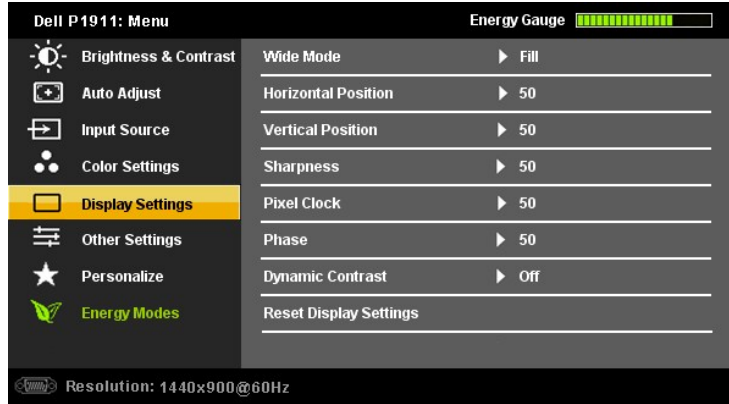 Dell P1911: Menu Energy Gauge
Brightness & Contrast Wide Mode Fill
Auto Adjust Horizontal Position 50
Input Source Vertical Position 50
Color Settings Sharpness 50
Display Settings Pixel Clock 50
Other Settings Phase 50
Personalize Dynamic Contrast Off
Energy Modes Reset Display Settings
Resolution: 1440x900@60Hz